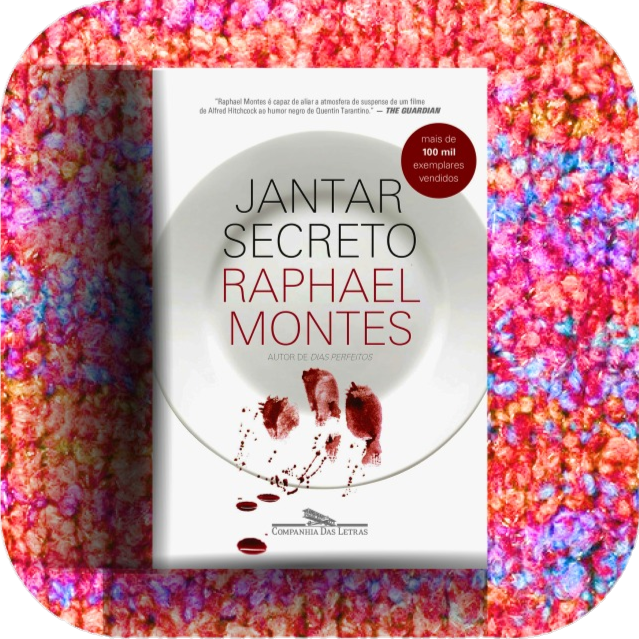 "Raphael Montes é capaz de aliar a atmosfera de suspense de um filme
de Alfred Hitchcock ao humor negro de Quentin Tarantino." — THE GUARDIAN
mais de
100 mil
exemplares
vendidos
JANTAR
SECRETO
RAPHAEL
MONTES
AUTOR DE DIAS PERFEITOS
COMPANHIA DAS LETRAS